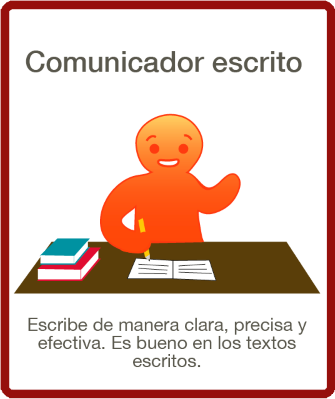 Comunicador escrito
Escribe de manera clara, precisa y
efectiva. Es bueno en los textos
escritos.